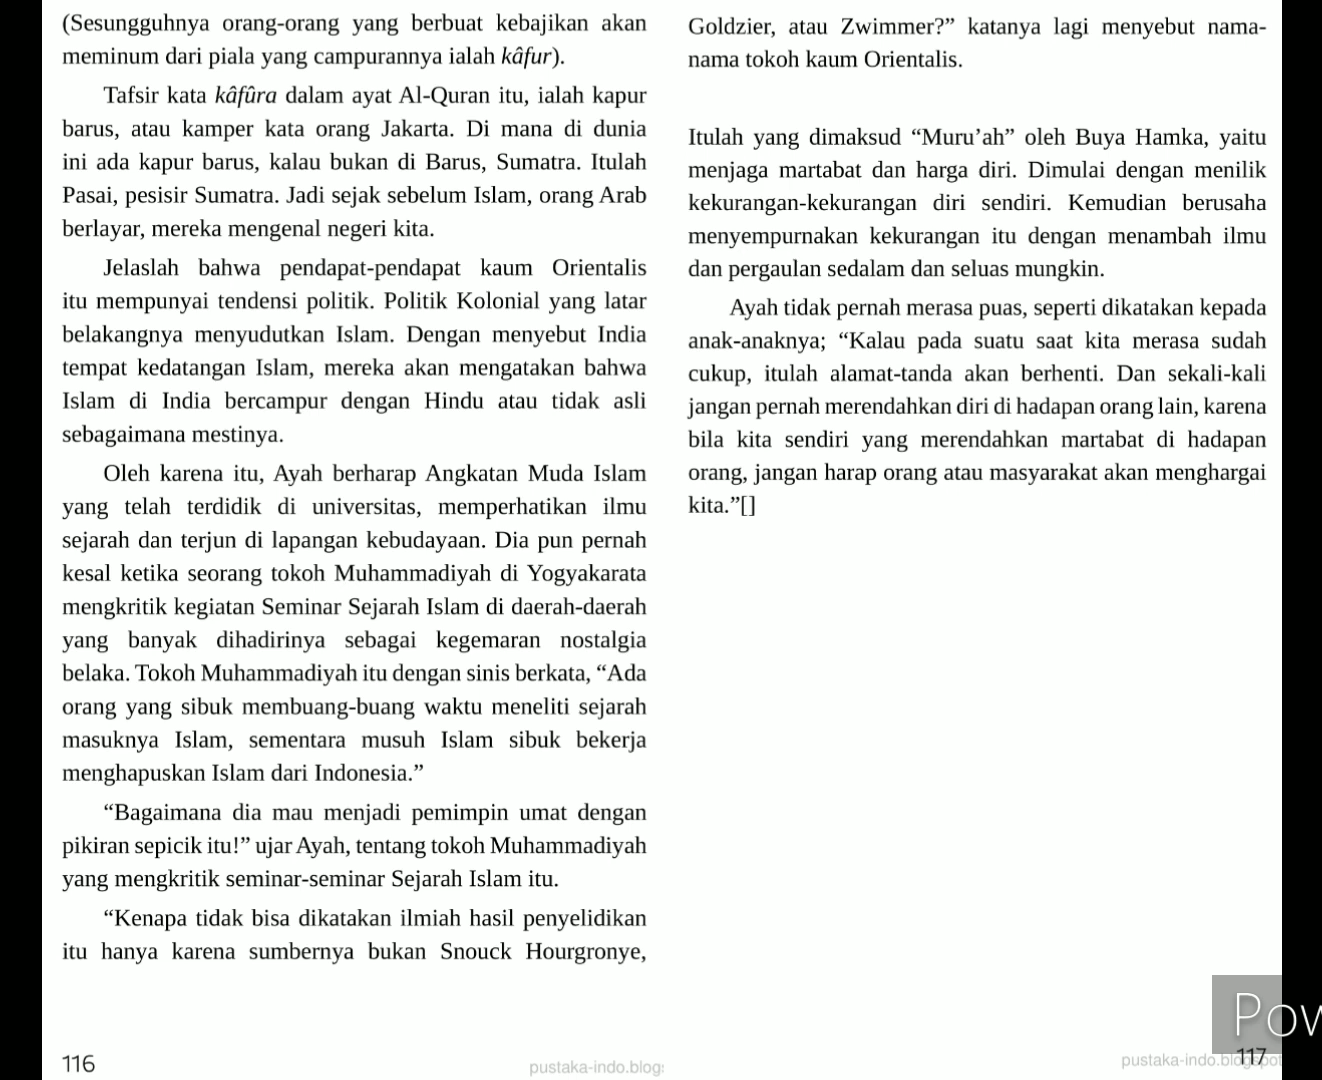 (Sesungguhnya orang-orang yang berbuat kebajikan akan
meminum dari piala yang campurannya ialah kâfur).
Tafsir kata kâfûra dalam ayat Al-Quran itu, ialah kapur
barus, atau kamper kata orang Jakarta. Di mana di dunia
ini ada kapur barus, kalau bukan di Barus, Sumatra. Itulah
Pasai, pesisir Sumatra. Jadi sejak sebelum Islam, orang Arab
berlayar, mereka mengenal negeri kita.
Jelaslah bahwa pendapat-pendapat kaum Orientalis
itu mempunyai tendensi politik. Politik Kolonial yang latar
belakangnya menyudutkan Islam. Dengan menyebut India
tempat kedatangan Islam, mereka akan mengatakan bahwa
Islam di India bercampur dengan Hindu atau tidak asli
sebagaimana mestinya.
Oleh karena itu, Ayah berharap Angkatan Muda Islam
yang telah terdidik di universitas, memperhatikan ilmu
sejarah dan terjun di lapangan kebudayaan. Dia pun pernah
kesal ketika seorang tokoh Muhammadiyah di Yogyakarata
mengkritik kegiatan Seminar Sejarah Islam di daerah-daerah
yang banyak dihadirinya sebagai kegemaran nostalgia
belaka. Tokoh Muhammadiyah itu dengan sinis berkata, “Ada
orang yang sibuk membuang-buang waktu meneliti sejarah
masuknya Islam, sementara musuh Islam sibuk bekerja
menghapuskan Islam dari Indonesia.”
“Bagaimana dia mau menjadi pemimpin umat dengan
pikiran sepicik itu!” ujar Ayah, tentang tokoh Muhammadiyah
yang mengkritik seminar-seminar Sejarah Islam itu.
“Kenapa tidak bisa dikatakan ilmiah hasil penyelidikan
itu hanya karena sumbernya bukan Snouck Hourgronye,
116
pustaka-indo.blog
Goldzier, atau Zwimmer?” katanya lagi menyebut nama-
nama tokoh kaum Orientalis.
Itulah yang dimaksud “Muru’ah” oleh Buya Hamka, yaitu
menjaga martabat dan harga diri. Dimulai dengan menilik
kekurangan-kekurangan diri sendiri. Kemudian berusaha
menyempurnakan kekurangan itu dengan menambah ilmu
dan pergaulan sedalam dan seluas mungkin.
Ayah tidak pernah merasa puas, seperti dikatakan kepada
anak-anaknya; “Kalau pada suatu saat kita merasa sudah
cukup, itulah alamat-tanda akan berhenti. Dan sekali-kali
jangan pernah merendahkan diri di hadapan orang lain, karena
bila kita sendiri yang merendahkan martabat di hadapan
orang, jangan harap orang atau masyarakat akan menghargai
kita.”[]
Pow
pustaka-indo.blogspot
117